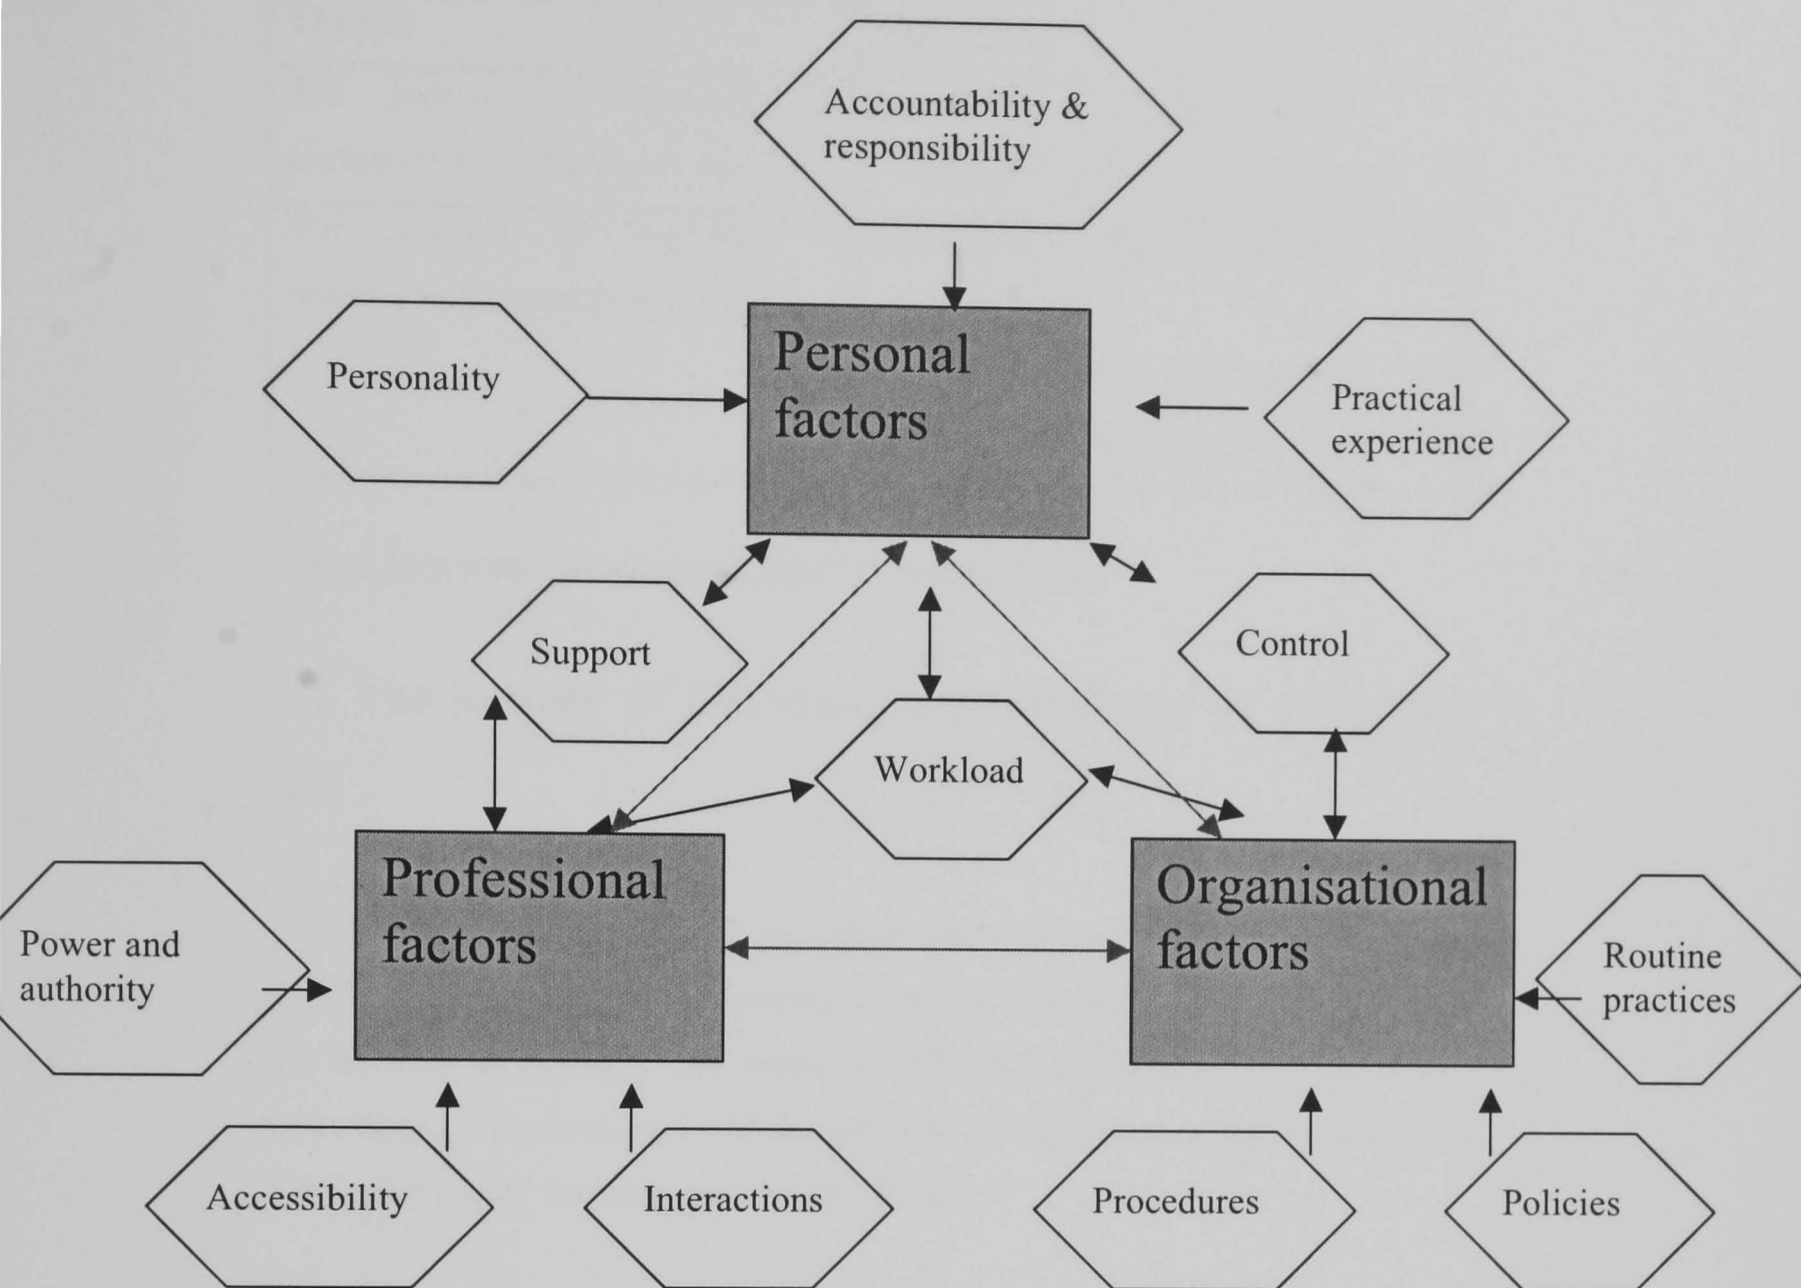 Accountability &
responsibility
Personality
Personal
factors
Practical
experience
Support
Control
Workload
Professional
factors
Organisational
factors
Power and
authority
Routine
practices
Accessibility
Interactions
Procedures
Policies